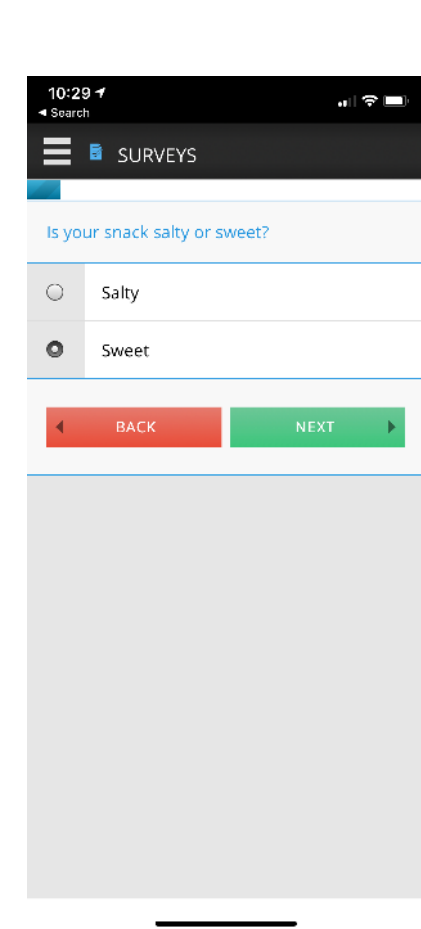 10:29
◄ Search
SURVEYS
Is your snack salty or sweet?
Salty
Sweet
BACK NEXT